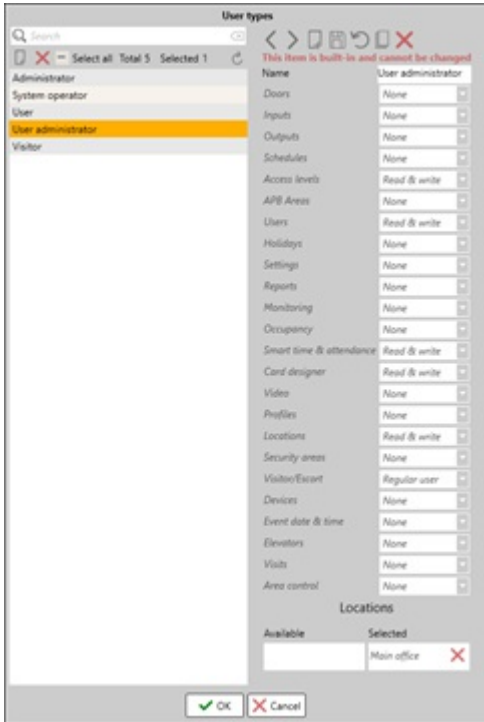 User types
Search
Select all Total 5 Selected 1
This item is built-in and cannot be changed
Administrator
System operator
User
User administrator
Visitor
Name User administrator
Doors None
Inputs None
Outputs None
Schedules None
Access levels Read & write
APB Areas None
Users Read & write
Holidays None
Settings None
Reports None
Monitoring None
Occupancy None
Smart time & attendance Read & write
Card designer Read & write
Video None
Profiles None
Locations Read & write
Security areas None
Visitor/Escort Regular user
Devices None
Event date & time None
Elevators None
Visits None
Area control None
Locations
Available Selected
Main office
OK Cancel